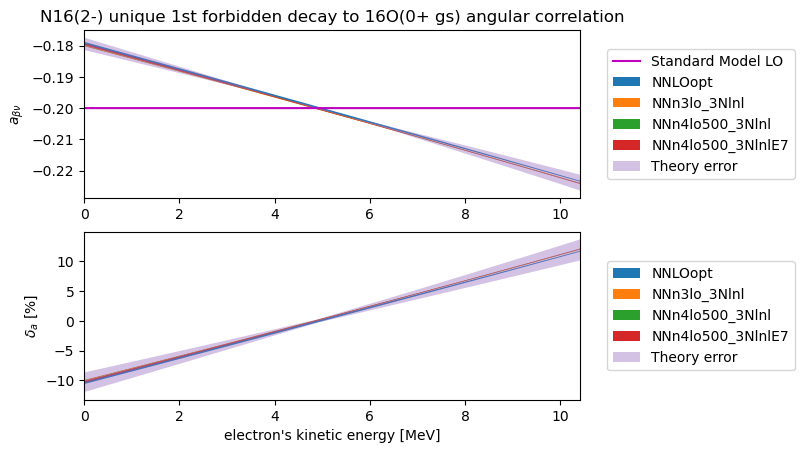 N16(2-) unique 1st forbidden decay to 16O(0+ gs) angular correlation
−0.18
−0.19
−0.20
−0.21
−0.22
aβν
0 2 4 6 8 10
Standard Model LO
NNLOopt
NNn3lo_3Nlnl
NNn4lo500_3Nlnl
NNn4lo500_3NlnlE7
Theory error
10
5
0
−5
−10
δa [%]
0 2 4 6 8 10
electron's kinetic energy [MeV]
NNLOopt
NNn3lo_3Nlnl
NNn4lo500_3Nlnl
NNn4lo500_3NlnlE7
Theory error